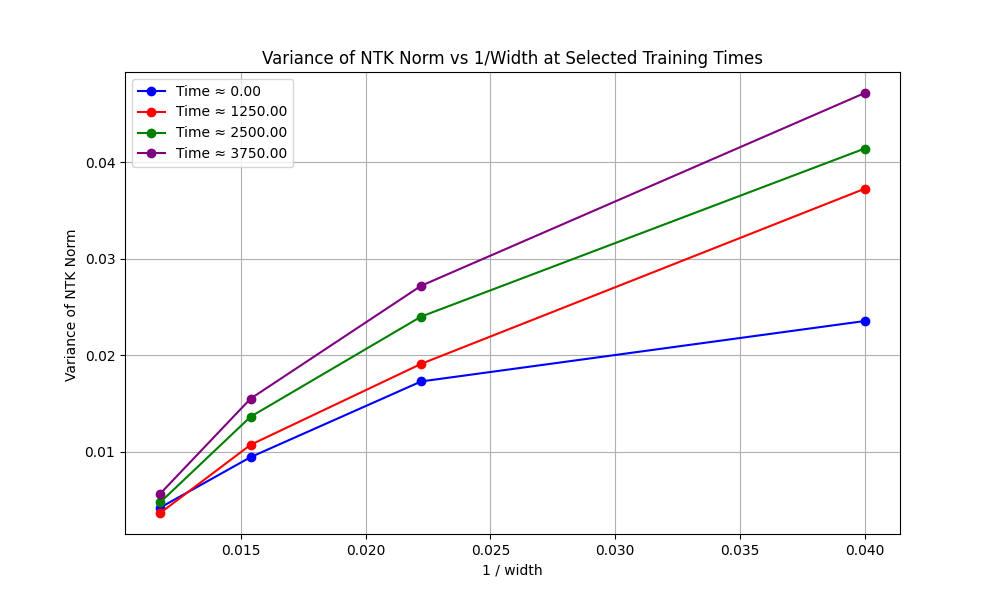 Variance of NTK Norm vs 1/Width at Selected Training Times
Time ≈ 0.00
Time ≈ 1250.00
Time ≈ 2500.00
Time ≈ 3750.00
Variance of NTK Norm
0.04
0.03
0.02
0.01
0.015 0.020 0.025 0.030 0.035 0.040
1 / width